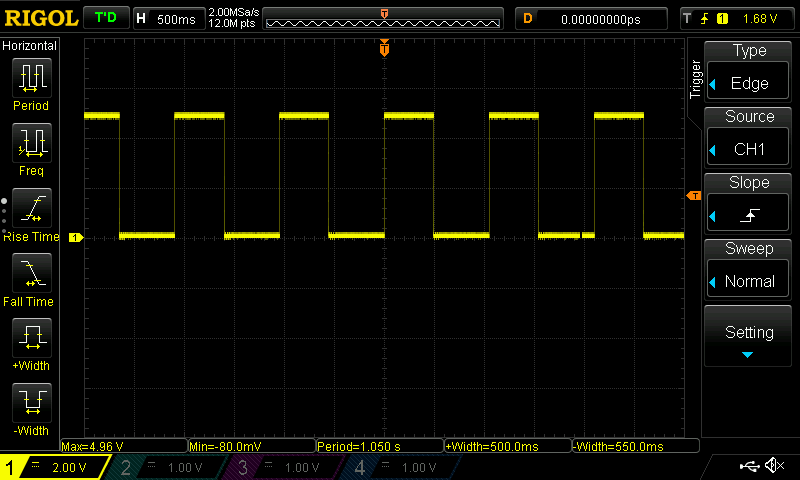 RIGOL T'D H 500ms 2.00MSa/s 12.0M pts T D 0.00000000ps T 1 1.68 V
Horizontal
Period
Freq
Rise Time
Fall Time
+Width
-Width
T
1
T
Trigger
Type
Edge
Source
CH1
Slope
Sweep
Normal
Setting
Max=4.96 V Min=-80.0mV Period=1.050 s +Width=500.0ms -Width=550.0ms
1 2.00 V 2 1.00 V 3 1.00 V 4 1.00 V